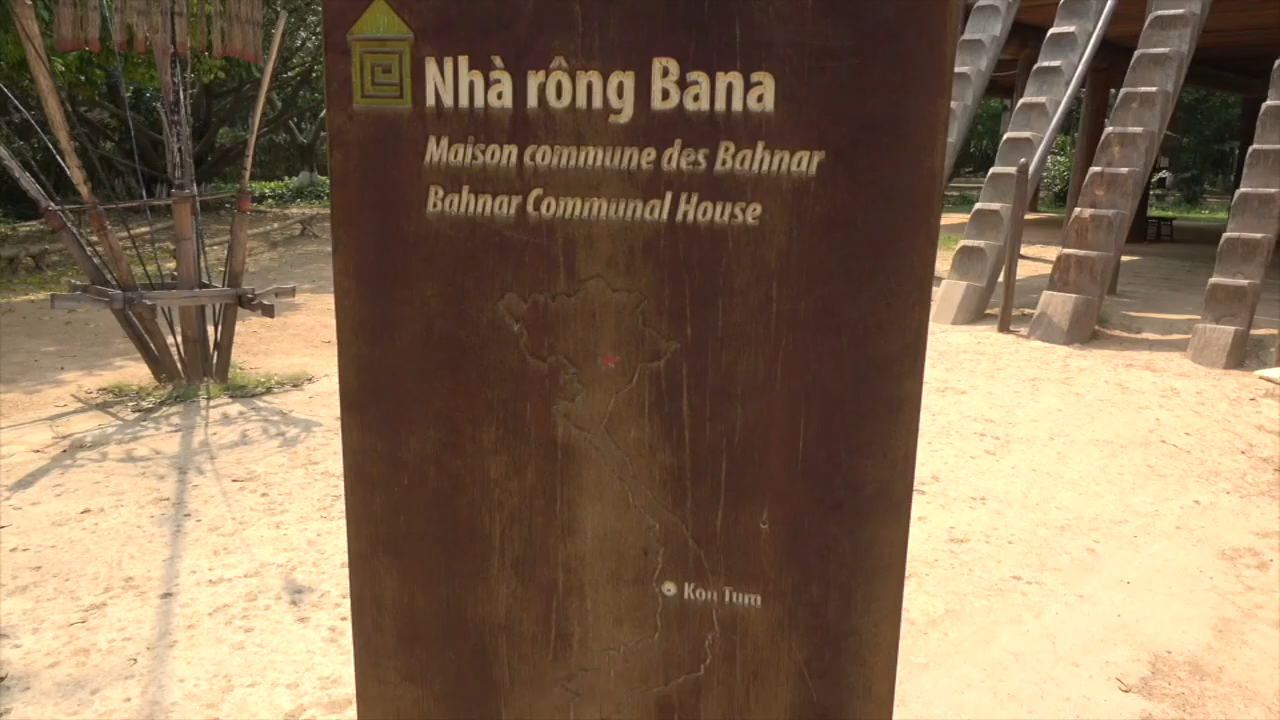 Nhà rông Bana
Maison commune des Bahnar
Bahnar Communal House
Kon Tum